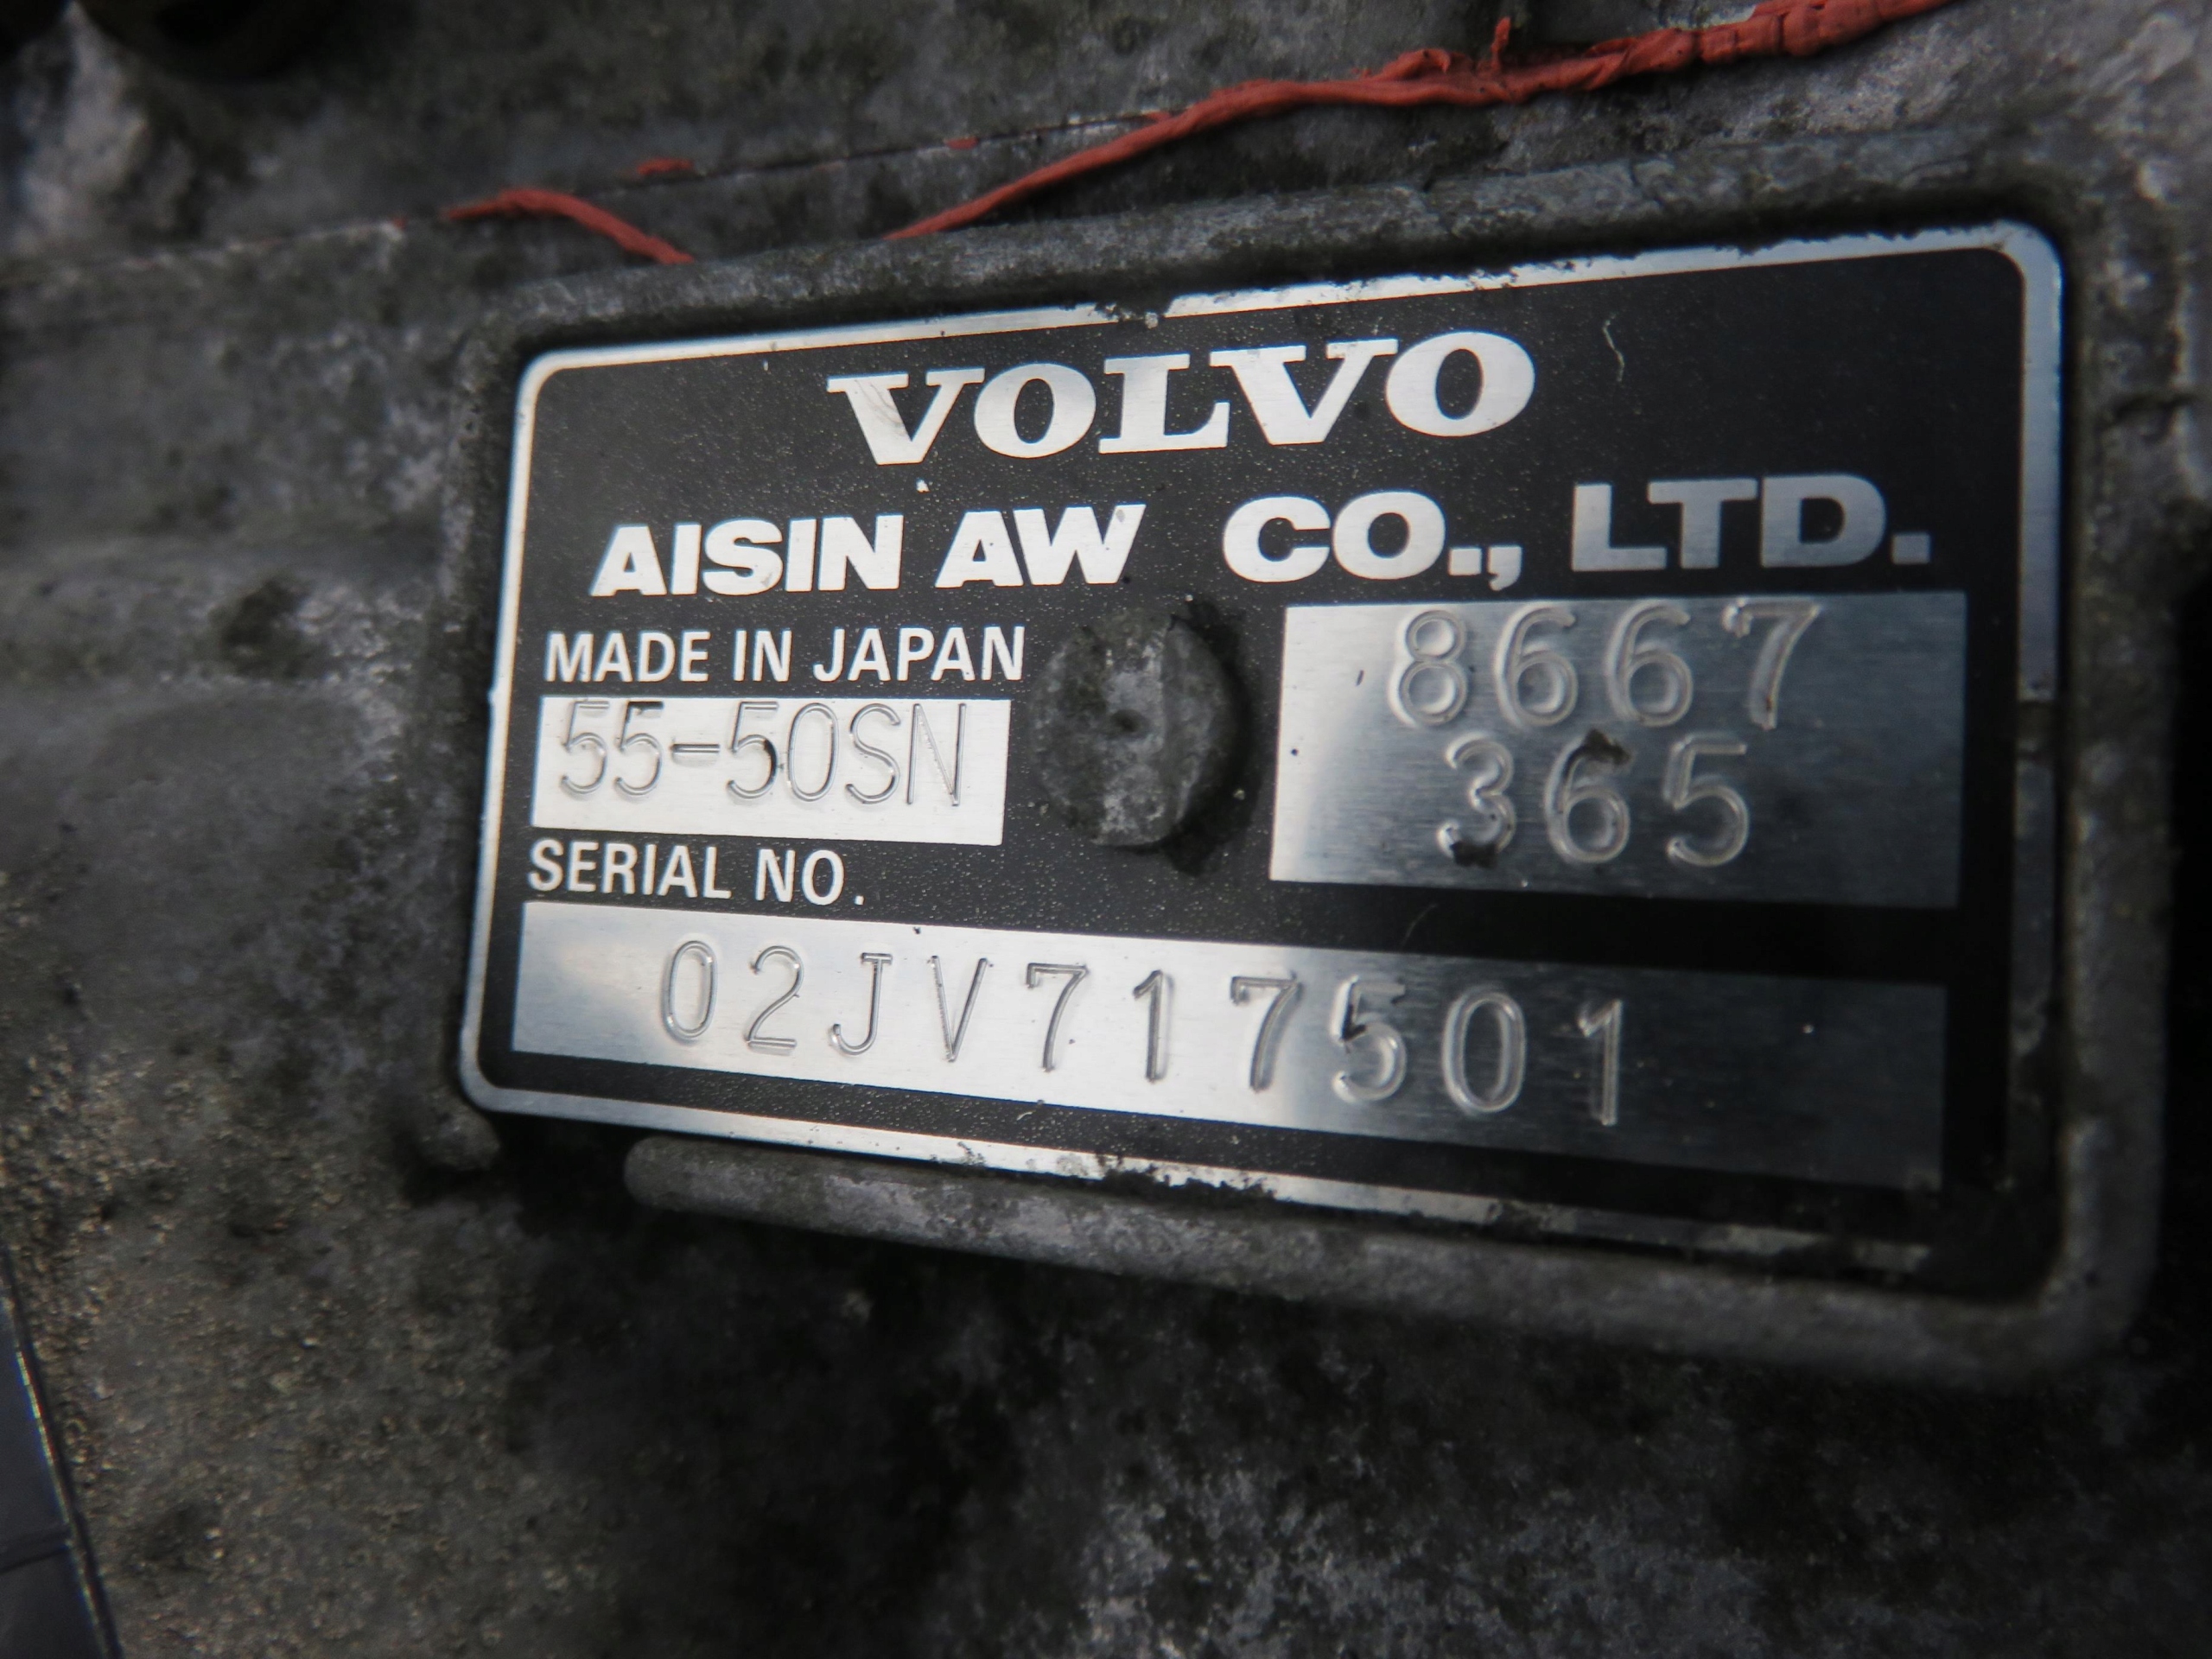 VOLVO
AISIN AW CO., LTD.
MADE IN JAPAN
55-50SN
8667
365
SERIAL NO.
02JV717501